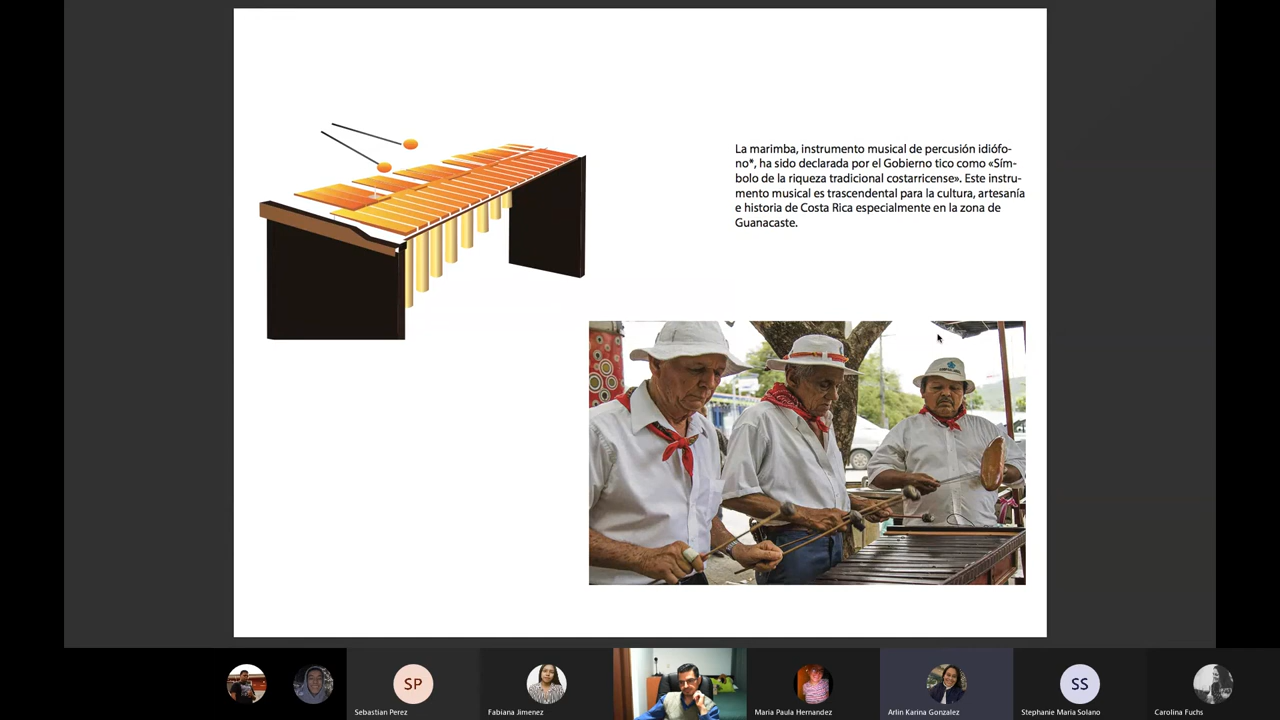 La marimba, instrumento musical de percusión idiófo-
no*, ha sido declarada por el Gobierno tico como «Sím-
bolo de la riqueza tradicional costarricense». Este instru-
mento musical es trascendental para la cultura, artesanía
e historia de Costa Rica especialmente en la zona de
Guanacaste.
SP
SS
Sebastian Perez
Fabiana Jimenez
Maria Paula Hernandez
Arlin Karina Gonzalez
Stephanie Maria Solano
Carolina Fuchs